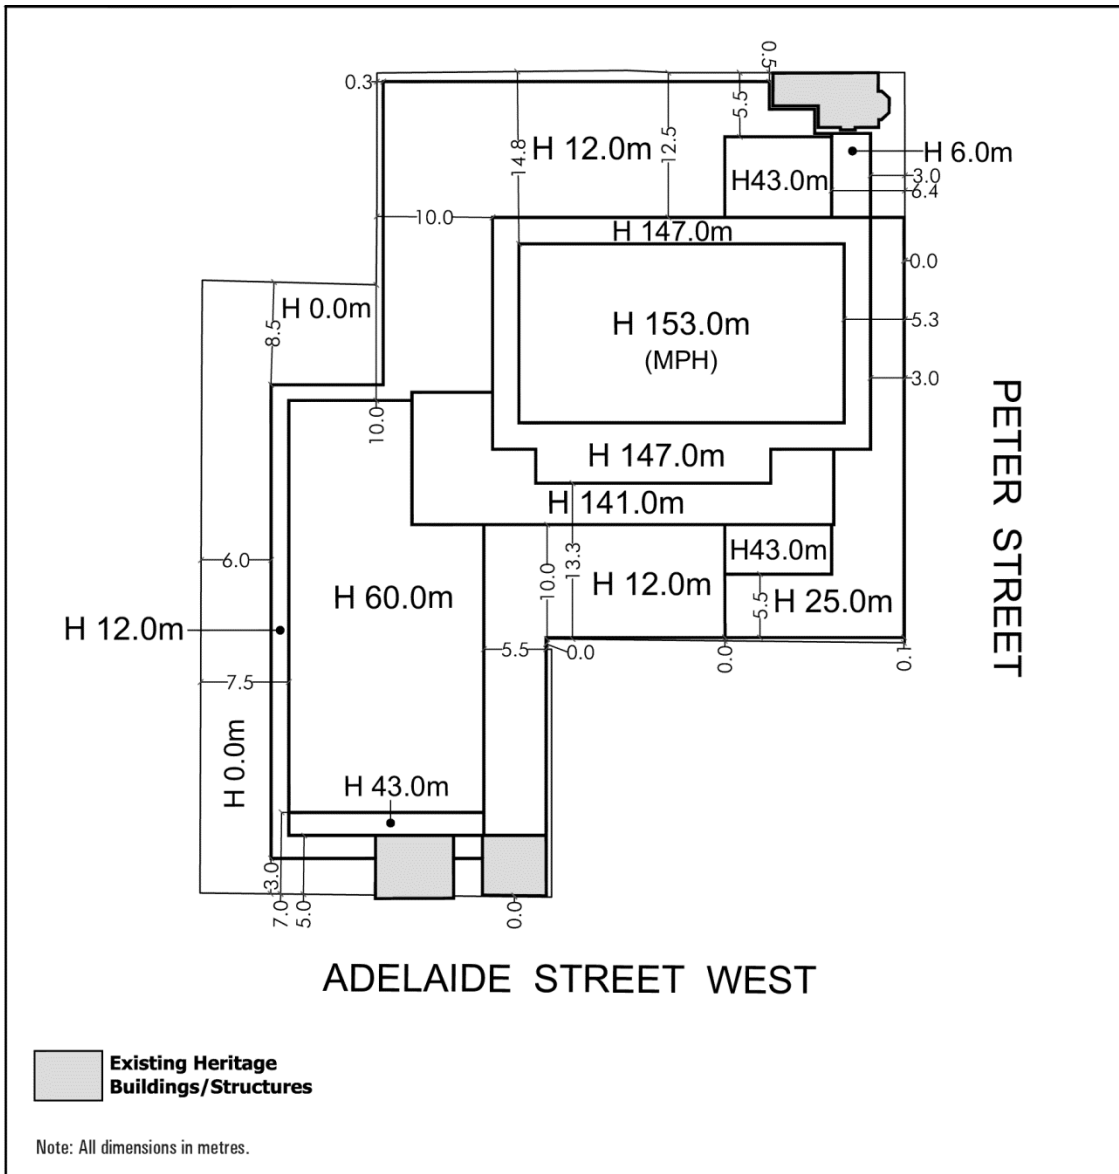 0.5
0.3
5.5
14.8
H 12.0m
12.5
H 6.0m
H43.0m
3.0
6.4
10.0
H 147.0m
0.0
H 0.0m
8.5
H 153.0m
5.3
(MPH)
3.0
10.0
PETER STREET
H 147.0m
H 141.0m
6.0
10.0
13.3
H43.0m
H 60.0m
H 12.0m
5.5
H 25.0m
H 12.0m
5.5
0.0
0.0
0.1
7.5
H 0.0m
H 43.0m
3.0
7.0
5.0
0.0
ADELAIDE STREET WEST
Existing Heritage
Buildings/Structures
Note: All dimensions in metres.